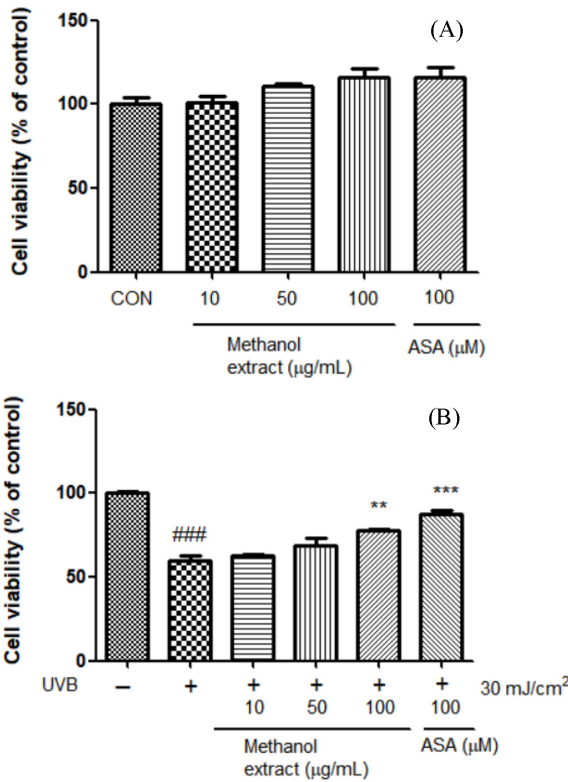 (A)
Cell viability (% of control)
150
100
50
0
CON 10 50 100 100
Methanol extract (μg/mL)
ASA (μM)
(B)
Cell viability (% of control)
150
100
50
0
###
**
***
UVB − + + + + + 30 mJ/cm²
10 50 100 100
Methanol extract (μg/mL)
ASA (μM)